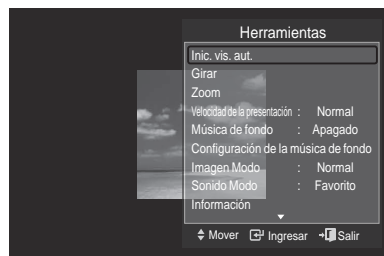 Herramientas
Inic. vis. aut.
Girar
Zoom
Velocidad de la presentación : Normal
Música de fondo : Apagado
Configuración de la música de fondo
Imagen Modo : Normal
Sonido Modo : Favorito
Información
Mover Ingresar Salir